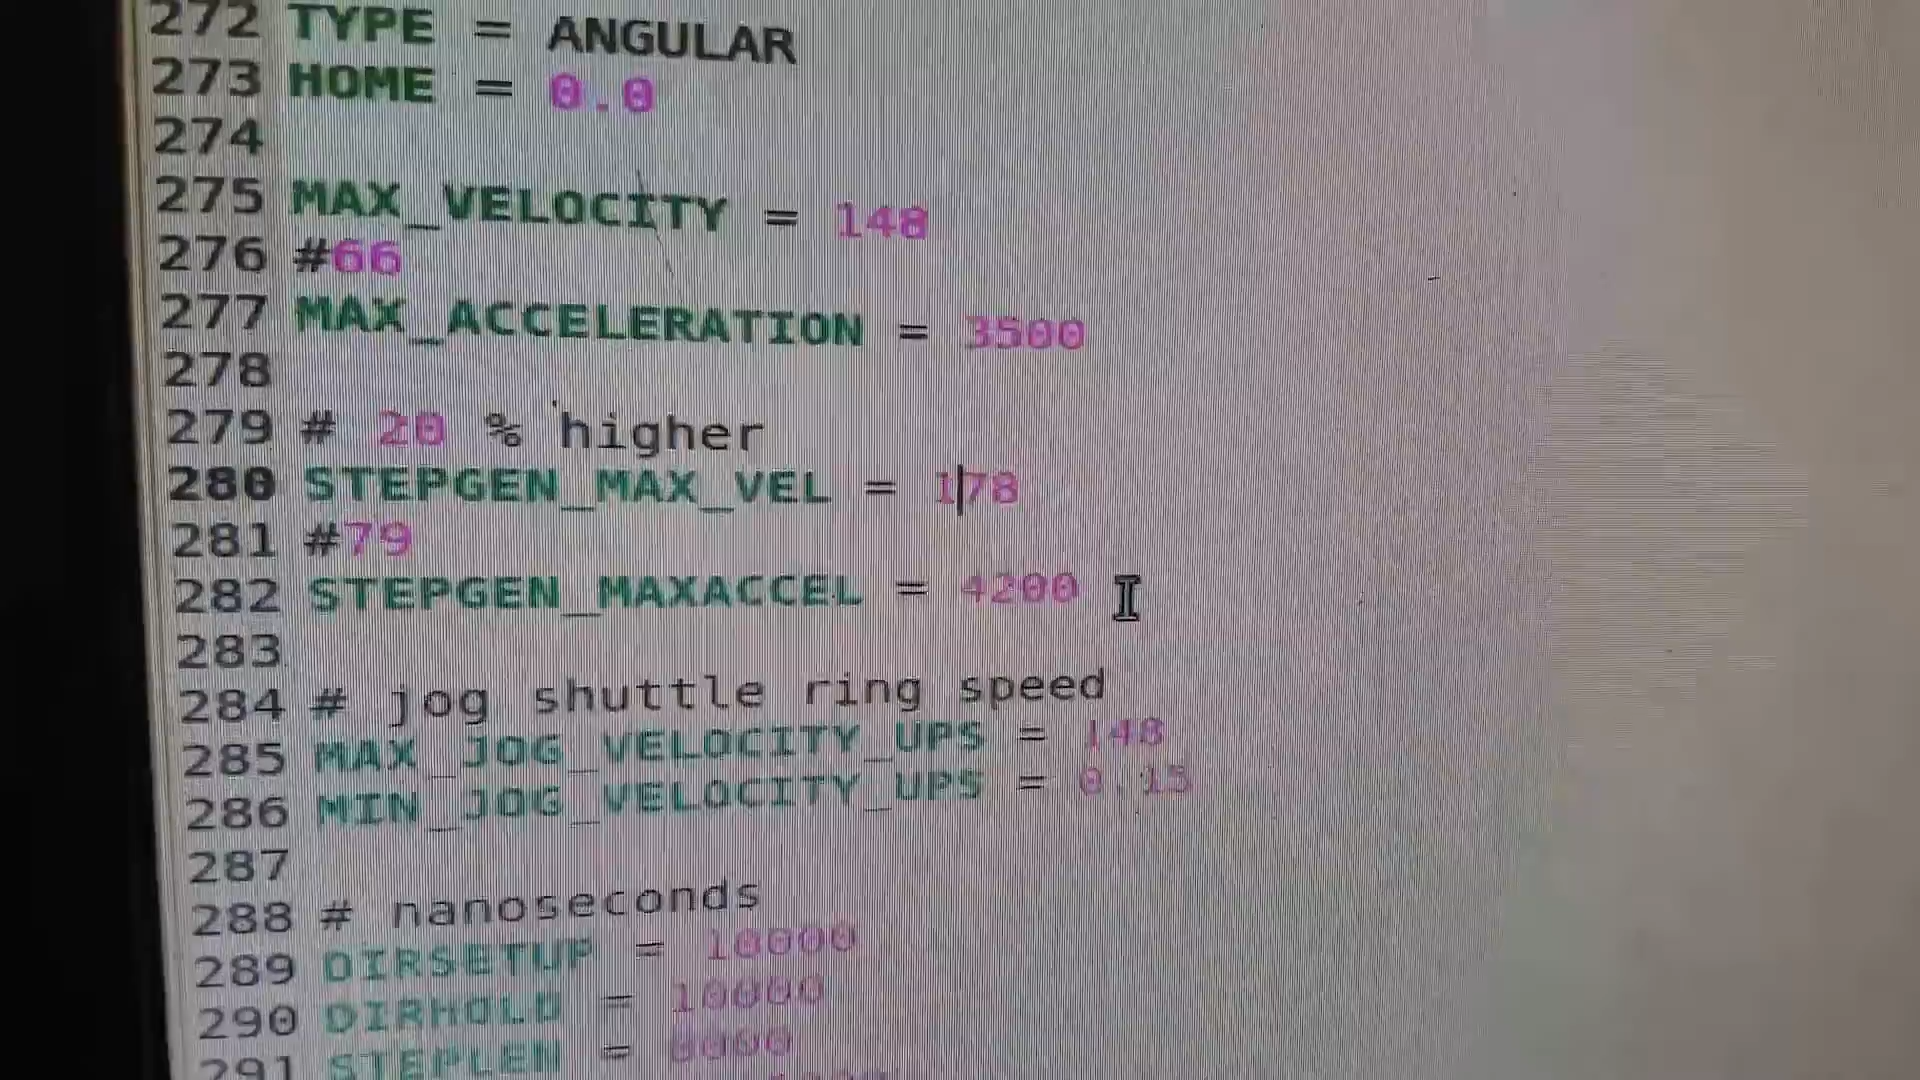 272 TYPE = ANGULAR
273 HOME = 0.0
274
275 MAX_VELOCITY = 148
276 #66
277 MAX_ACCELERATION = 3500
278
279 # 20 % higher
280 STEPGEN_MAX_VEL = 178
281 #79
282 STEPGEN_MAXACCEL = 4200
283
284 # jog shuttle ring speed
285 MAX_JOG_VELOCITY_UPS = 148
286 MIN_JOG_VELOCITY_UPS = 0.15
287
288 # nanoseconds
289 DIRSETUP = 10000
290 DIRHOLD = 10000
291 STEPLEN =